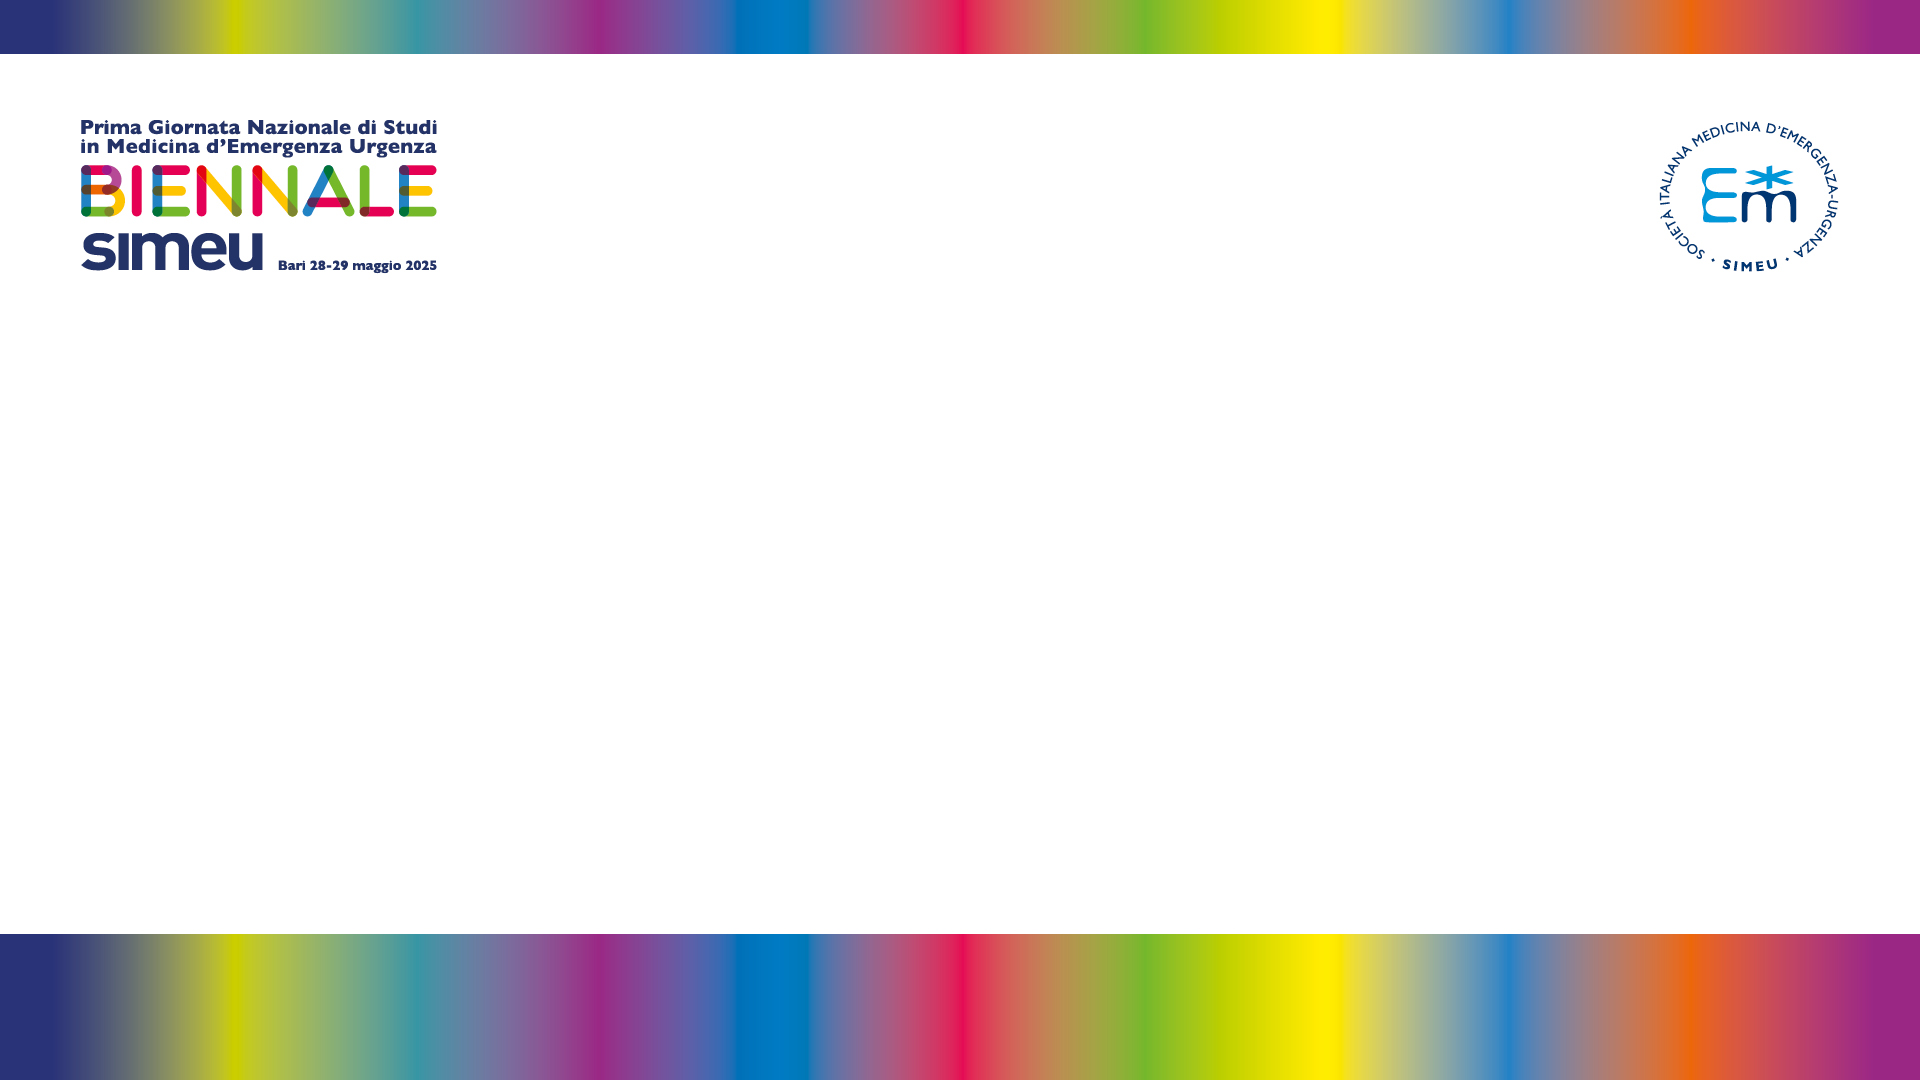 Prima Giornata Nazionale di Studi
in Medicina d’Emergenza Urgenza
BIENNALE
simeu Bari 28-29 maggio 2025
SOCIETÀ ITALIANA MEDICINA D’EMERGENZA-URGENZA
Em
· SIMEU ·